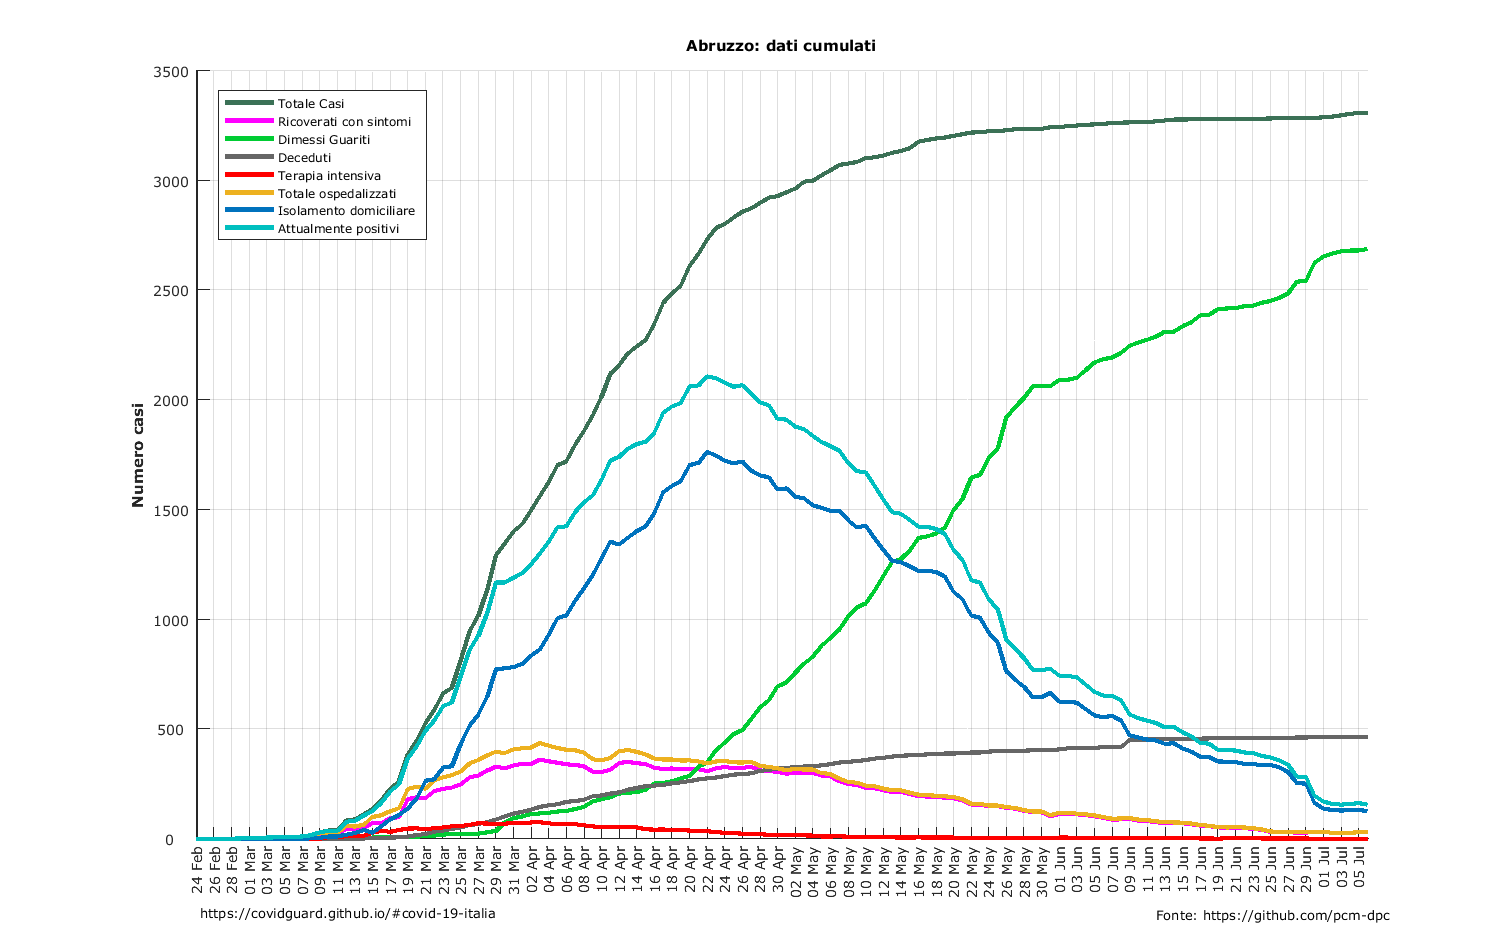 Abruzzo: dati cumulati
Numero casi
3500
3000
2500
2000
1500
1000
500
0
Totale Casi
Ricoverati con sintomi
Dimessi Guariti
Deceduti
Terapia intensiva
Totale ospedalizzati
Isolamento domiciliare
Attualmente positivi
24 Feb
26 Feb
28 Feb
01 Mar
03 Mar
05 Mar
07 Mar
09 Mar
11 Mar
13 Mar
15 Mar
17 Mar
19 Mar
21 Mar
23 Mar
25 Mar
27 Mar
29 Mar
31 Mar
02 Apr
04 Apr
06 Apr
08 Apr
10 Apr
12 Apr
14 Apr
16 Apr
18 Apr
20 Apr
22 Apr
24 Apr
26 Apr
28 Apr
30 Apr
02 May
04 May
06 May
08 May
10 May
12 May
14 May
16 May
18 May
20 May
22 May
24 May
26 May
28 May
30 May
01 Jun
03 Jun
05 Jun
07 Jun
09 Jun
11 Jun
13 Jun
15 Jun
17 Jun
19 Jun
21 Jun
23 Jun
25 Jun
27 Jun
29 Jun
01 Jul
03 Jul
05 Jul
https://covidguard.github.io/#covid-19-italia
Fonte: https://github.com/pcm-dpc